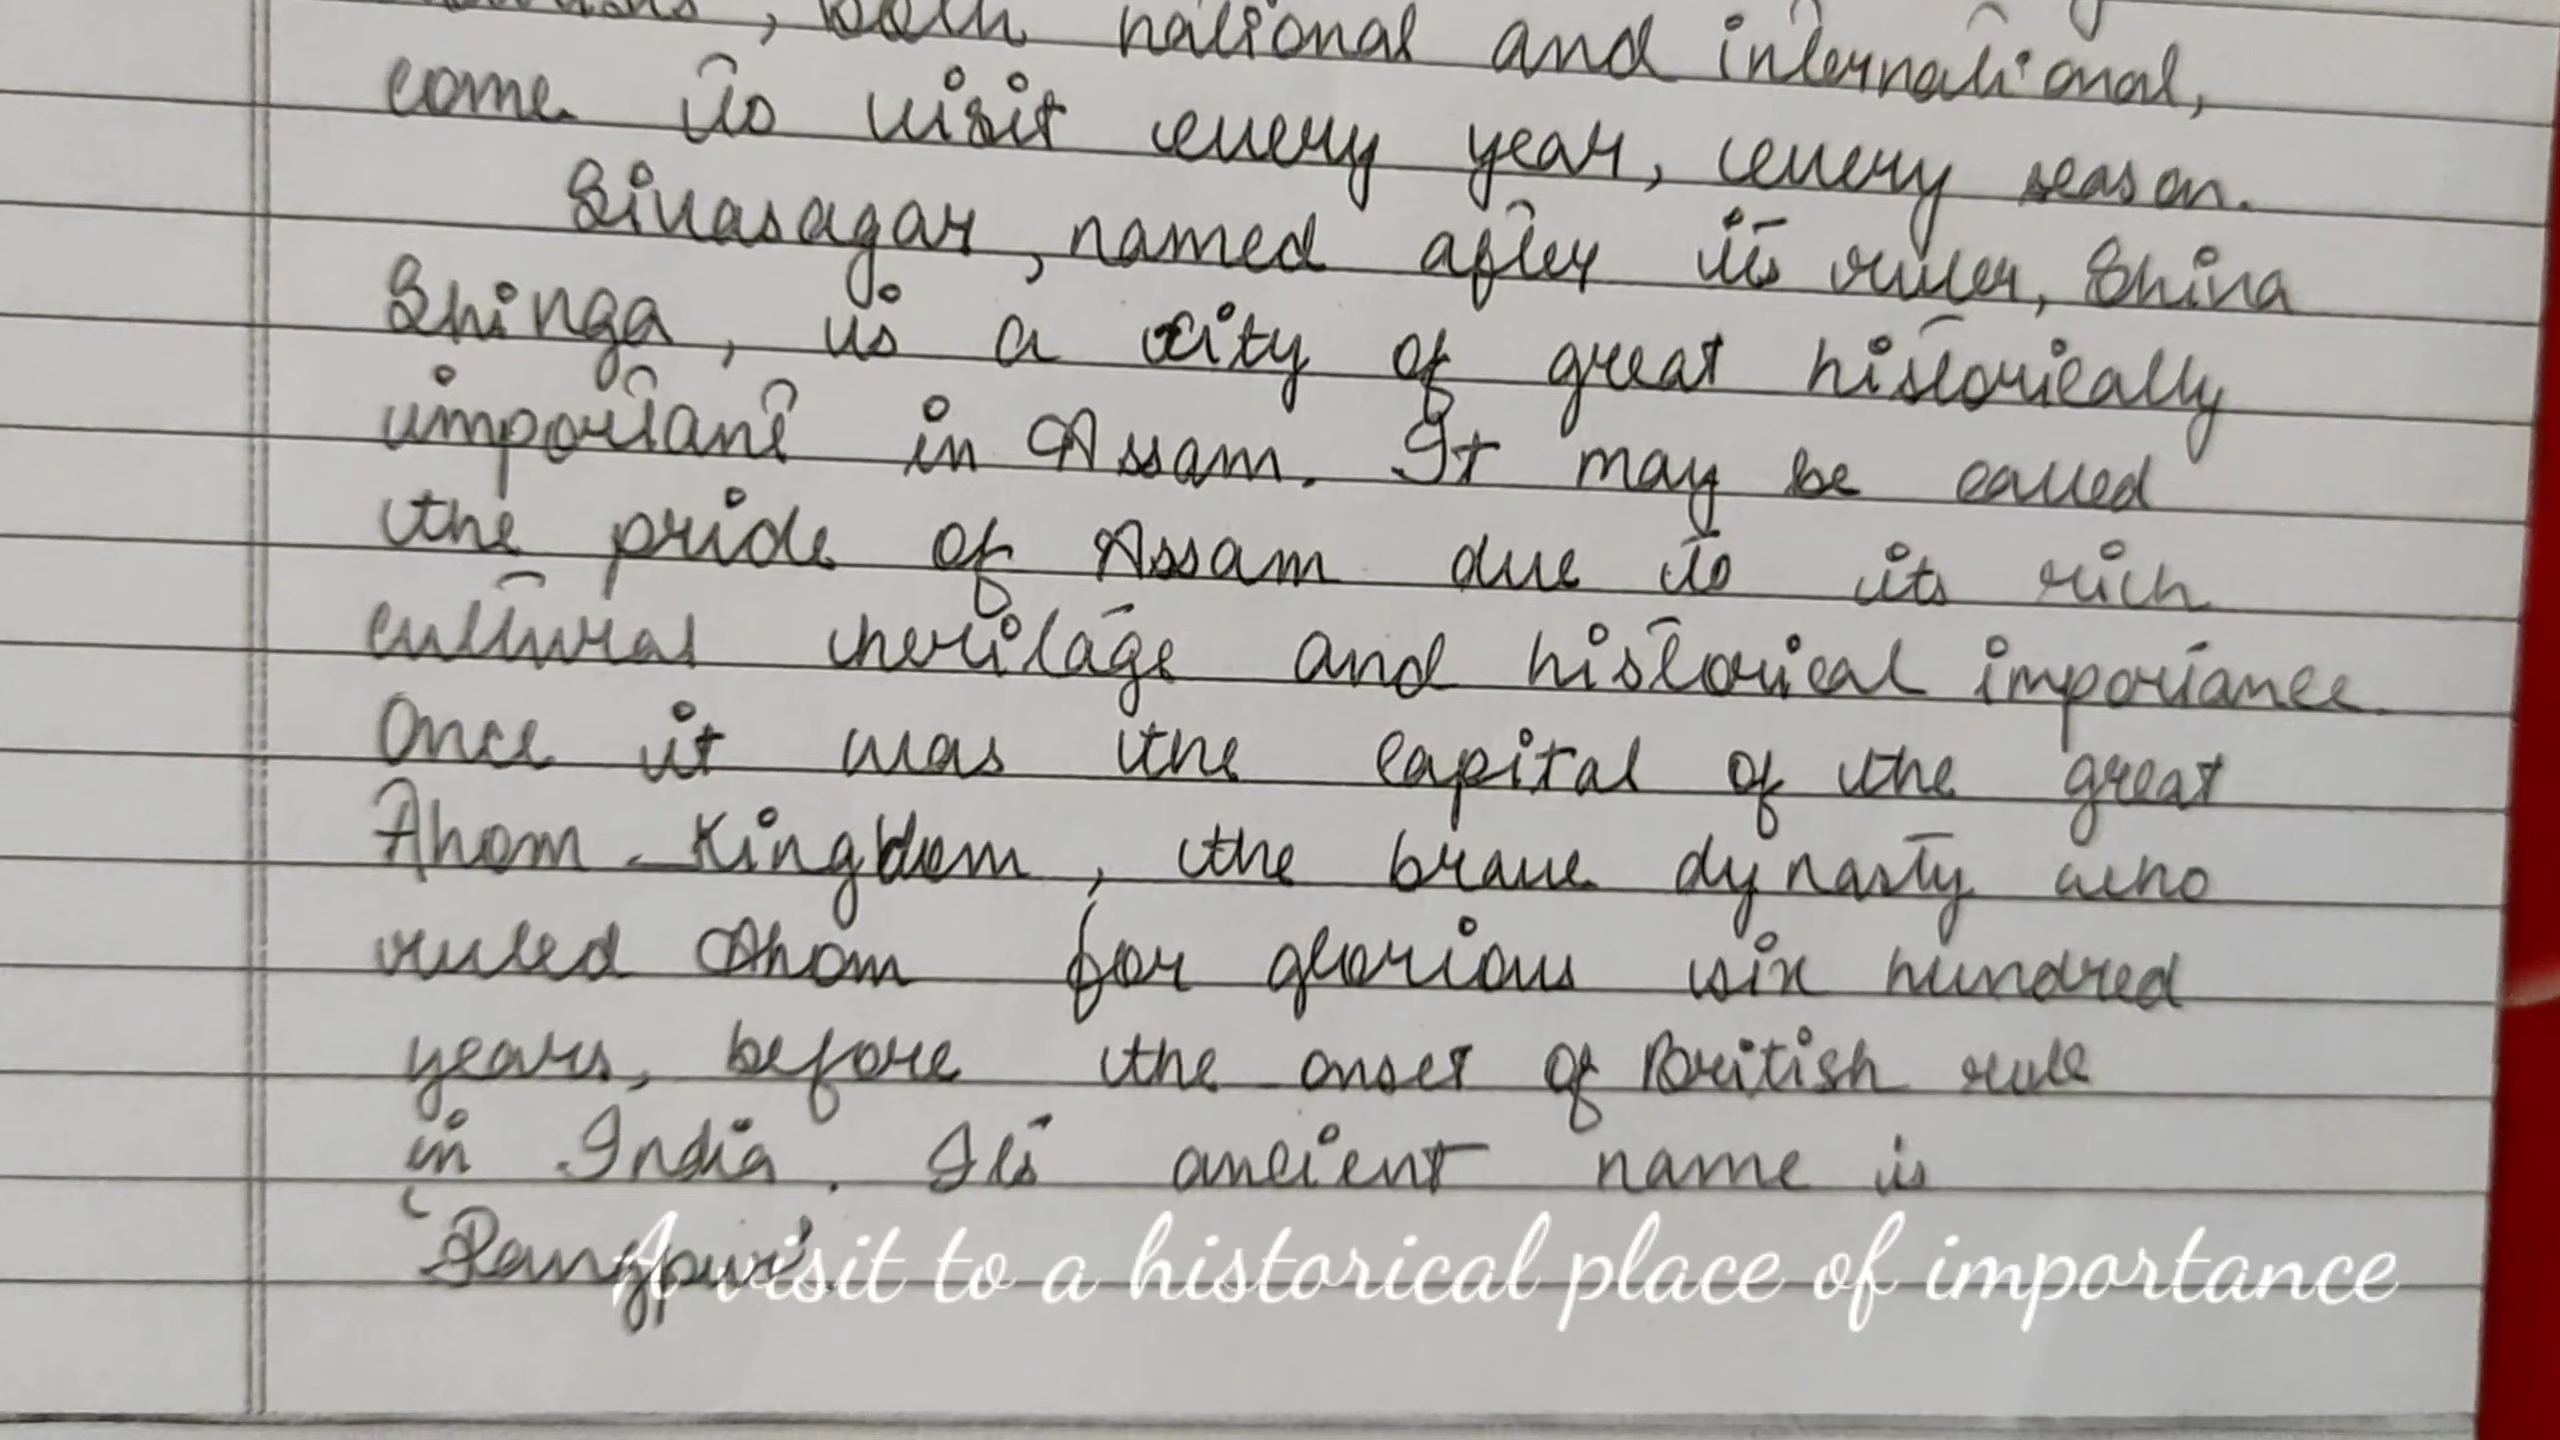 , both national and international,
come to visit every year, every season.
Sivasagar, named after its ruler, Shiva
Shinga, is a city of great historically
important in Assam. It may be called
the pride of Assam due to its rich
cultural heritage and historical importance.
Once it was the capital of the great
Ahom - Kingdom, the brave dynasty who
ruled Ahom for glorious six hundred
years, before the onset of British rule
in India. Its ancient name is
'Rangpur'.
A visit to a historical place of importance